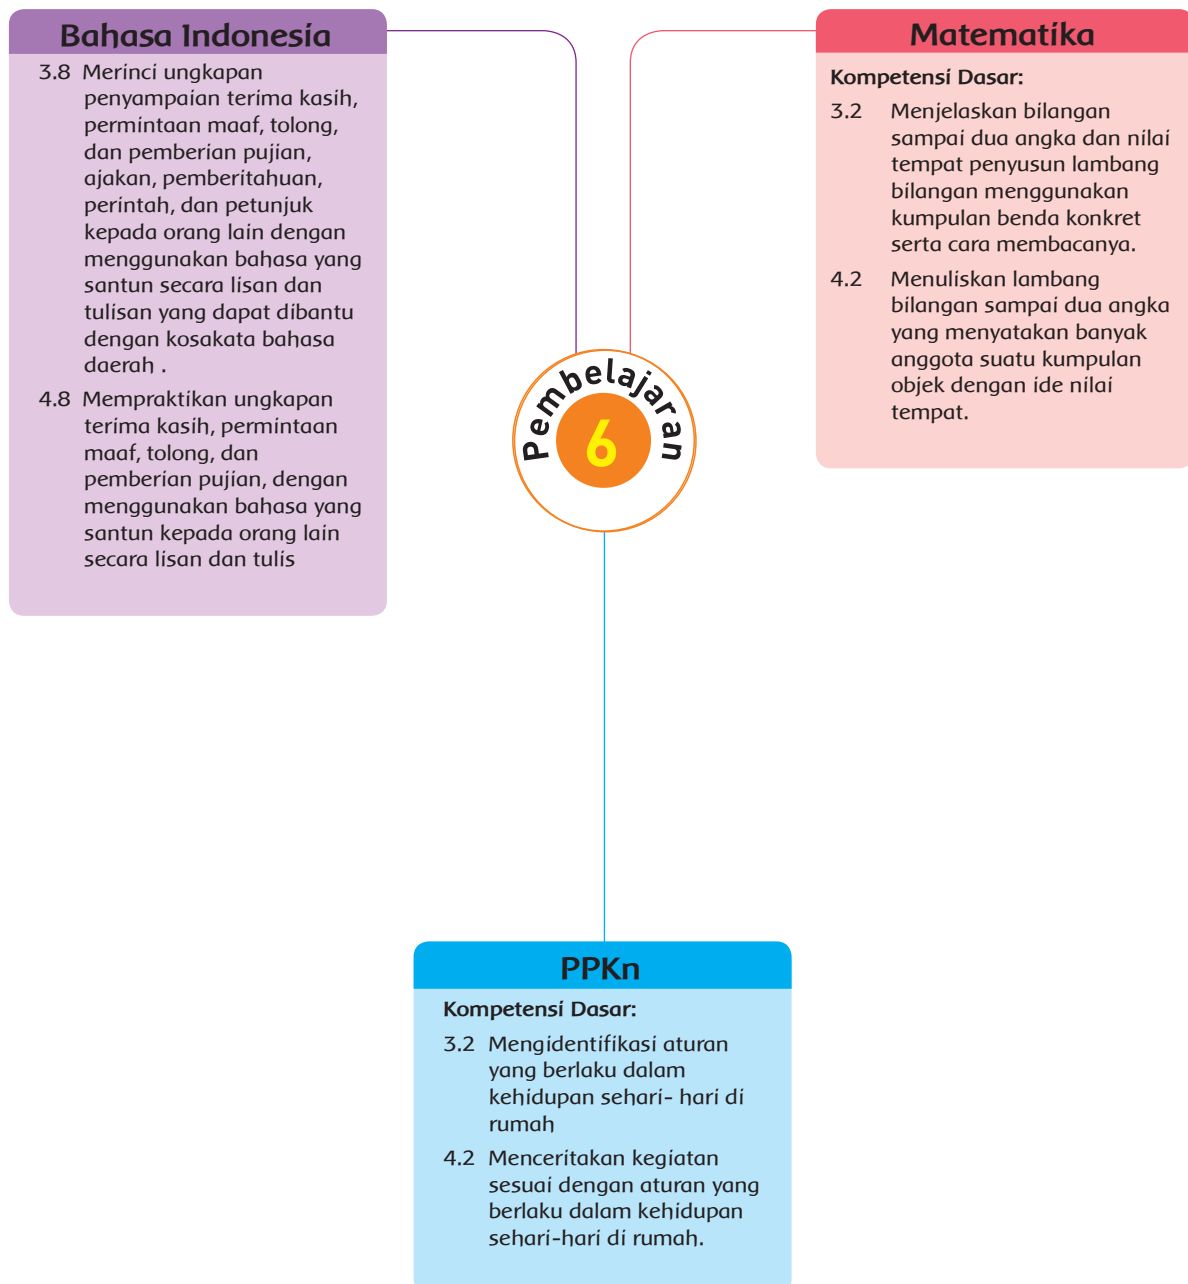 Bahasa Indonesia
3.8 Merinci ungkapan
penyampaian terima kasih,
permintaan maaf, tolong,
dan pemberian pujian,
ajakan, pemberitahuan,
perintah, dan petunjuk
kepada orang lain dengan
menggunakan bahasa yang
santun secara lisan dan
tulisan yang dapat dibantu
dengan kosakata bahasa
daerah .
4.8 Mempraktikan ungkapan
terima kasih, permintaan
maaf, tolong, dan
pemberian pujian, dengan
menggunakan bahasa yang
santun kepada orang lain
secara lisan dan tulis
Matematika
Kompetensi Dasar:
3.2 Menjelaskan bilangan
sampai dua angka dan nilai
tempat penyusun lambang
bilangan menggunakan
kumpulan benda konkret
serta cara membacanya.
4.2 Menuliskan lambang
bilangan sampai dua angka
yang menyatakan banyak
anggota suatu kumpulan
objek dengan ide nilai
tempat.
Pembelajaran
6
PPKn
Kompetensi Dasar:
3.2 Mengidentifikasi aturan
yang berlaku dalam
kehidupan sehari- hari di
rumah
4.2 Menceritakan kegiatan
sesuai dengan aturan yang
berlaku dalam kehidupan
sehari-hari di rumah.